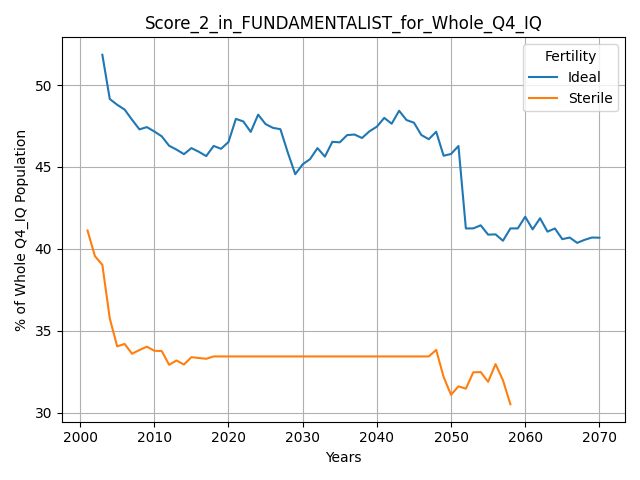 Score_2_in_FUNDAMENTALIST_for_Whole_Q4_IQ
Fertility
Ideal
Sterile
% of Whole Q4_IQ Population
50
45
40
35
30
2000 2010 2020 2030 2040 2050 2060 2070
Years